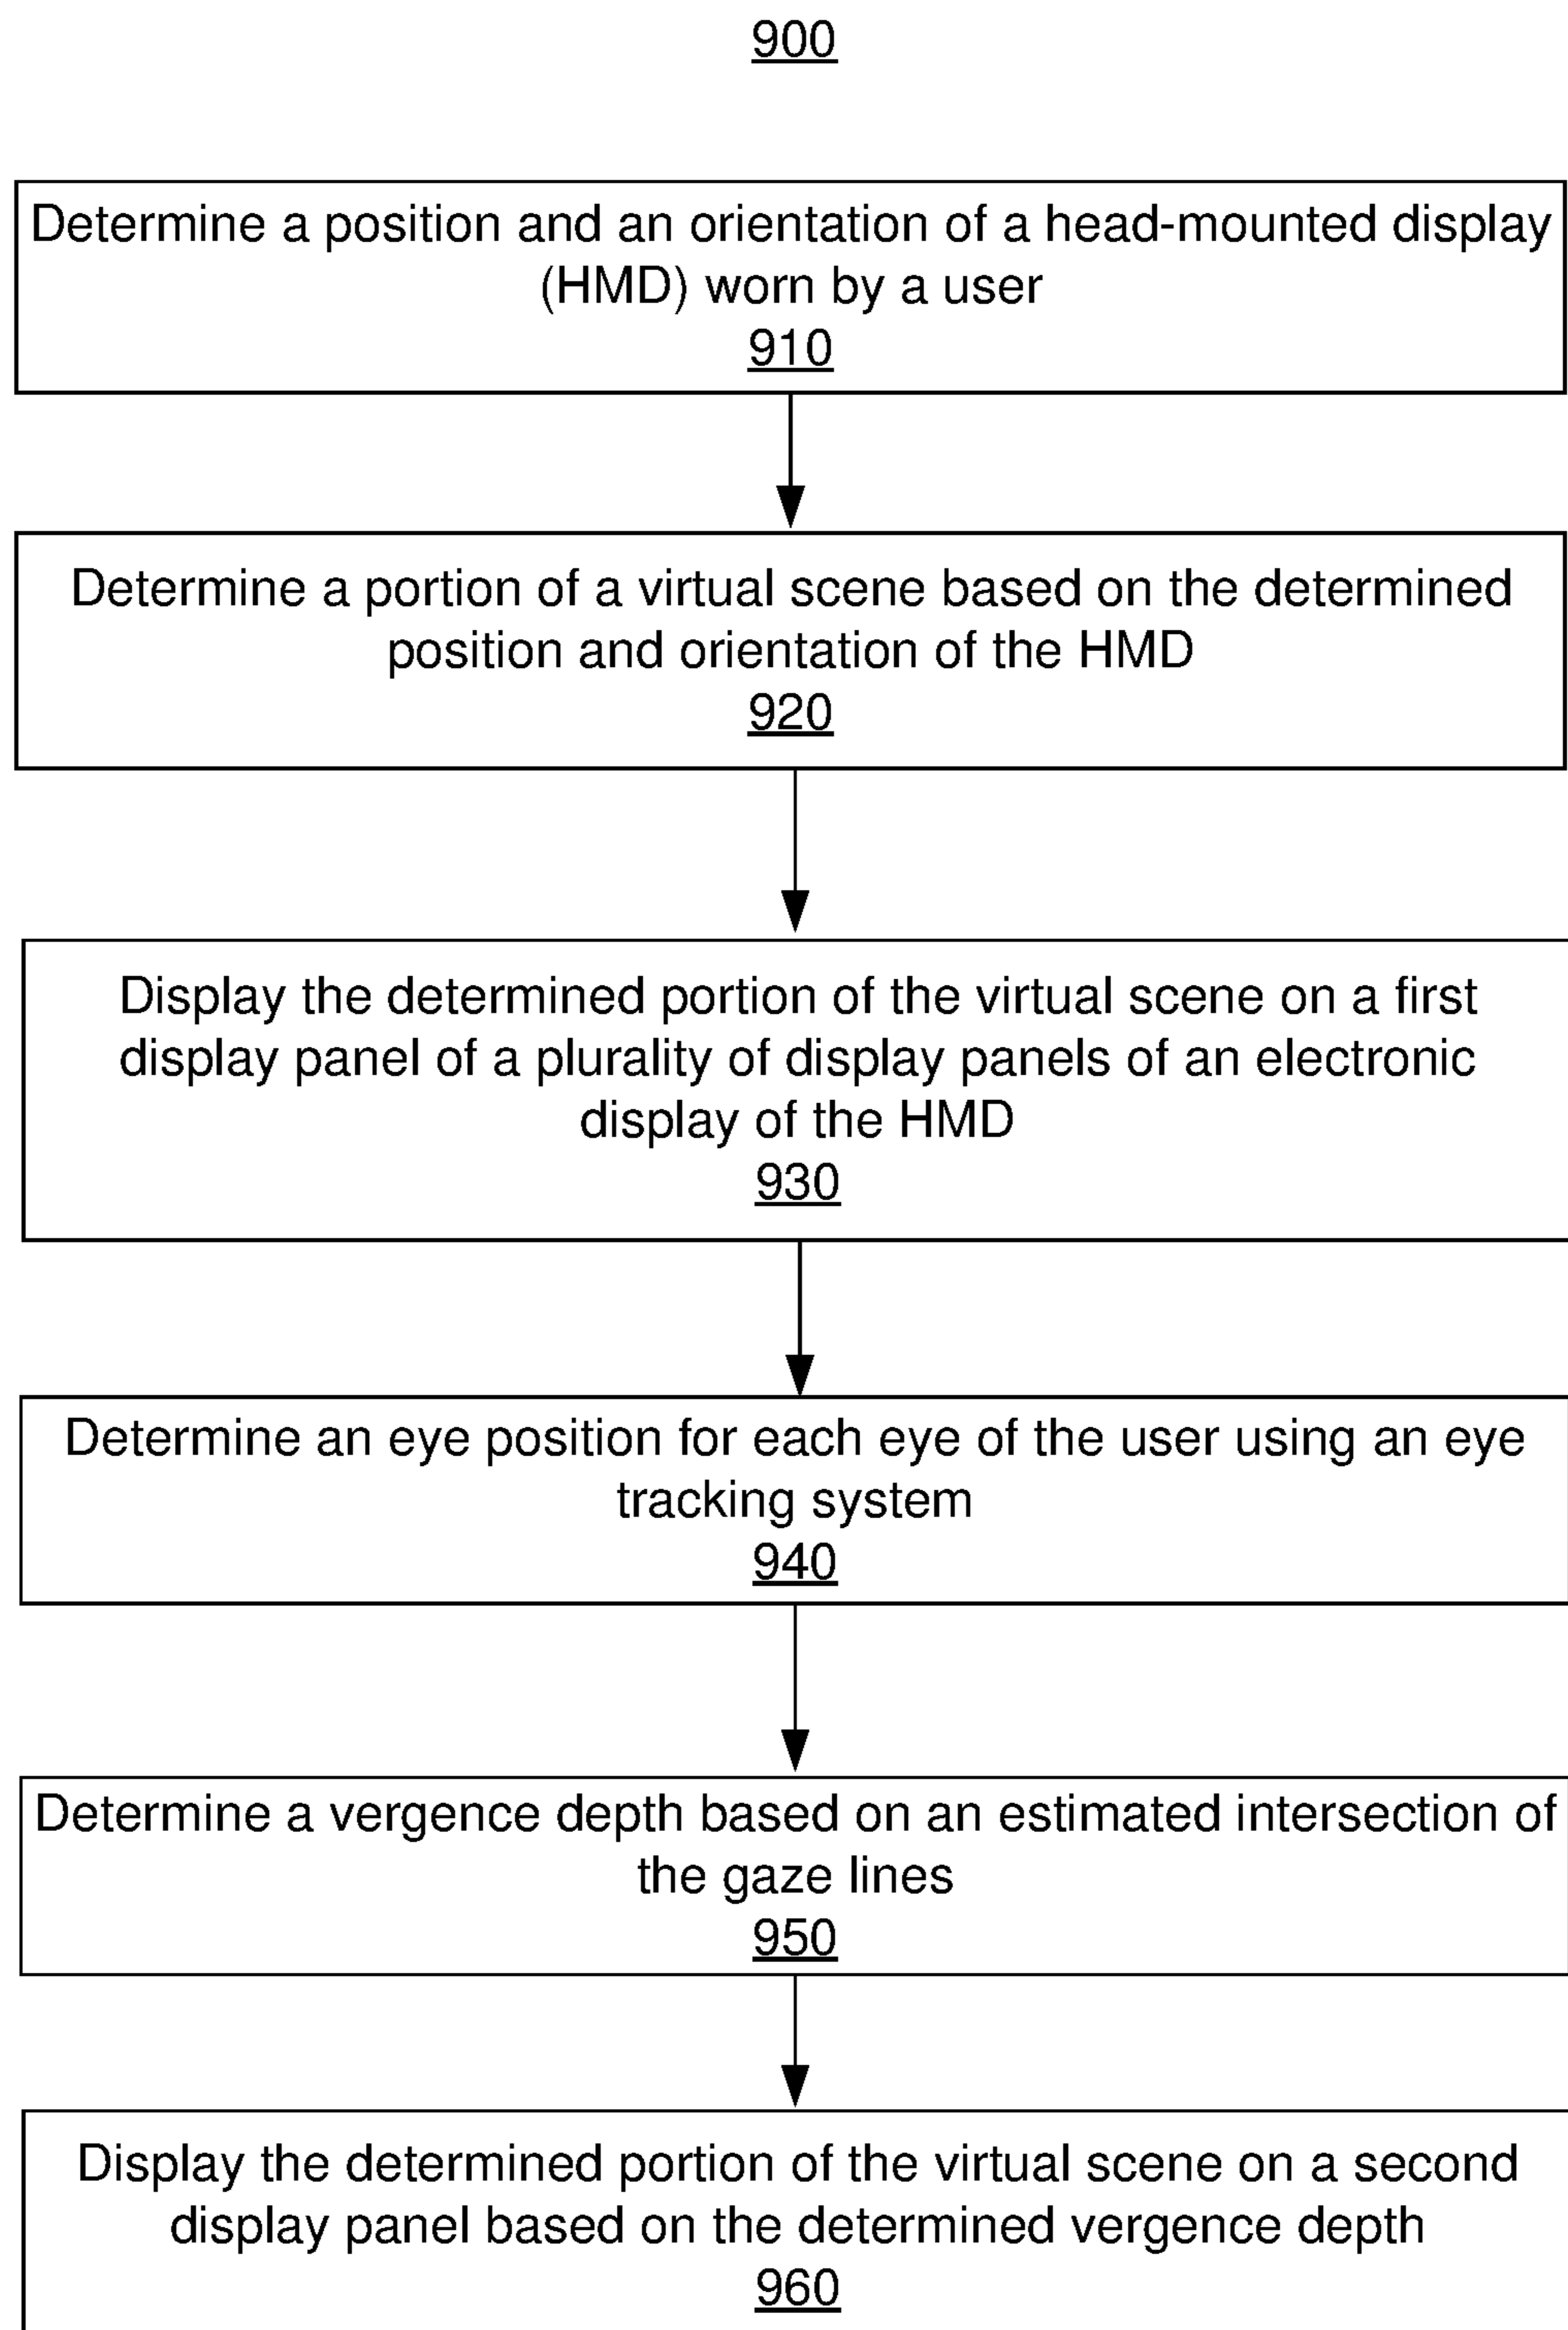 900
Determine a position and an orientation of a head-mounted display
(HMD) worn by a user
910
Determine a portion of a virtual scene based on the determined
position and orientation of the HMD
920
Display the determined portion of the virtual scene on a first
display panel of a plurality of display panels of an electronic
display of the HMD
930
Determine an eye position for each eye of the user using an eye
tracking system
940
Determine a vergence depth based on an estimated intersection of
the gaze lines
950
Display the determined portion of the virtual scene on a second
display panel based on the determined vergence depth
960